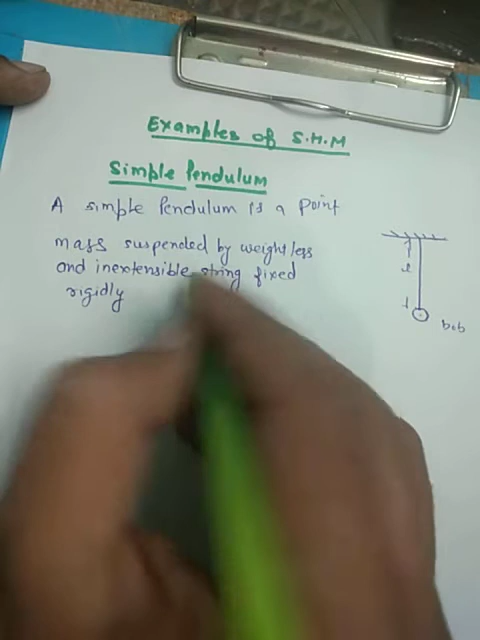 Examples of S.H.M
Simple Pendulum
A simple Pendulum is a Point
mass suspended by weightless
and inextensible string fixed
rigidly
l
bob